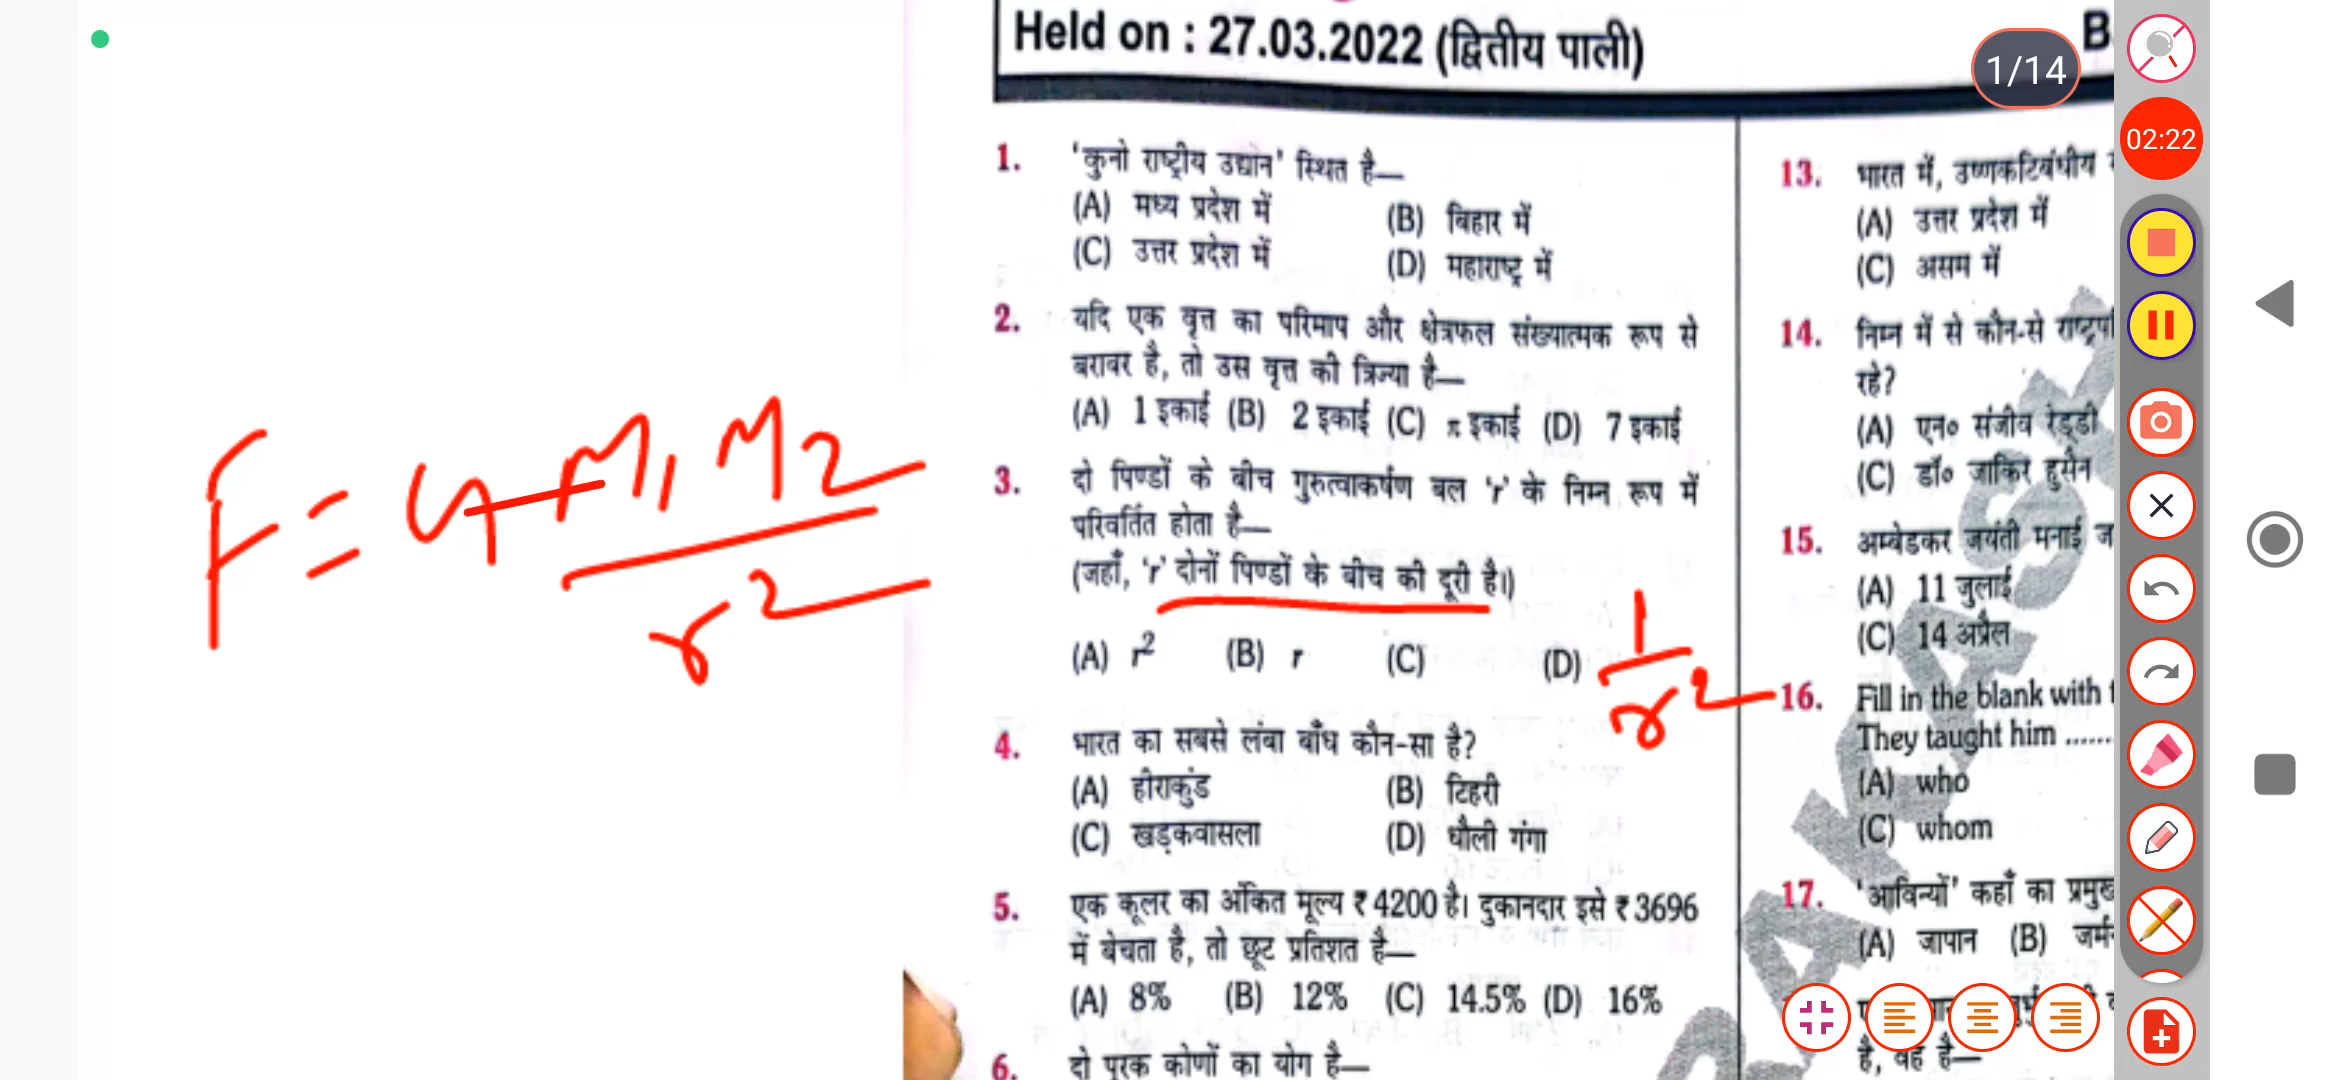 Held on : 27.03.2022 (द्वितीय पाली)
B
1/14
02:22
1. 'कुनो राष्ट्रीय उद्यान' स्थित है—
(A) मध्य प्रदेश में (B) बिहार में
(C) उत्तर प्रदेश में (D) महाराष्ट्र में
2. यदि एक वृत्त का परिमाप और क्षेत्रफल संख्यात्मक रूप से
बराबर है, तो उस वृत्त की त्रिज्या है—
(A) 1 इकाई (B) 2 इकाई (C) π इकाई (D) 7 इकाई
3. दो पिण्डों के बीच गुरुत्वाकर्षण बल 'r' के निम्न रूप में
परिवर्तित होता है—
(जहाँ, 'r' दोनों पिण्डों के बीच की दूरी है।)
(A) r² (B) r (C) (D) 1/r²
F = G M1 M2 / r²
4. भारत का सबसे लंबा बाँध कौन-सा है?
(A) हीराकुंड (B) टिहरी
(C) खड़कवासला (D) धौली गंगा
5. एक कूलर का अंकित मूल्य ₹ 4200 है। दुकानदार इसे ₹ 3696
में बेचता है, तो छूट प्रतिशत है—
(A) 8% (B) 12% (C) 14.5% (D) 16%
6. दो पूरक कोणों का योग है—
13. भारत में, उष्णकटिबंधीय
(A) उत्तर प्रदेश में
(C) असम में
14. निम्न में से कौन-से राष्ट्रप
रहे?
(A) एन० संजीव रेड्डी
(C) डॉ० जाकिर हुसैन
15. अम्बेडकर जयंती मनाई ज
(A) 11 जुलाई
(C) 14 अप्रैल
16. Fill in the blank with
They taught him ......
(A) who
(C) whom
17. 'आविन्यों' कहाँ का प्रमुख
(A) जापान (B) जर्म
है, वह है—